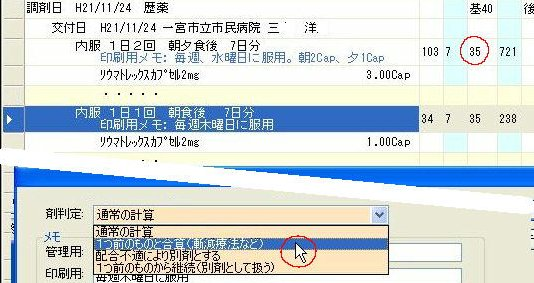 調剤日 H21/11/24 歴薬 基40 後
交付日 H21/11/24 一宮市立市民病院 三 洋
内服 1日2回 朝夕食後 7日分 103 7 35 721
印刷用メモ: 毎週、水曜日に服用。朝2Cap、夕1Cap
リウマトレックスカプセル2mg 3.00Cap
・・・・・
内服 1日1回 朝食後 7日分 34 7 35 238
印刷用メモ: 毎週木曜日に服用
リウマトレックスカプセル2mg 1.00Cap
剤判定: 通常の計算
通常の計算
メモ 1つ前のものと合算(漸減療法など)
管理用: 配合不適により別剤とする
1つ前のものから継続(別剤として扱う)
印刷用: 毎週木曜日に服用